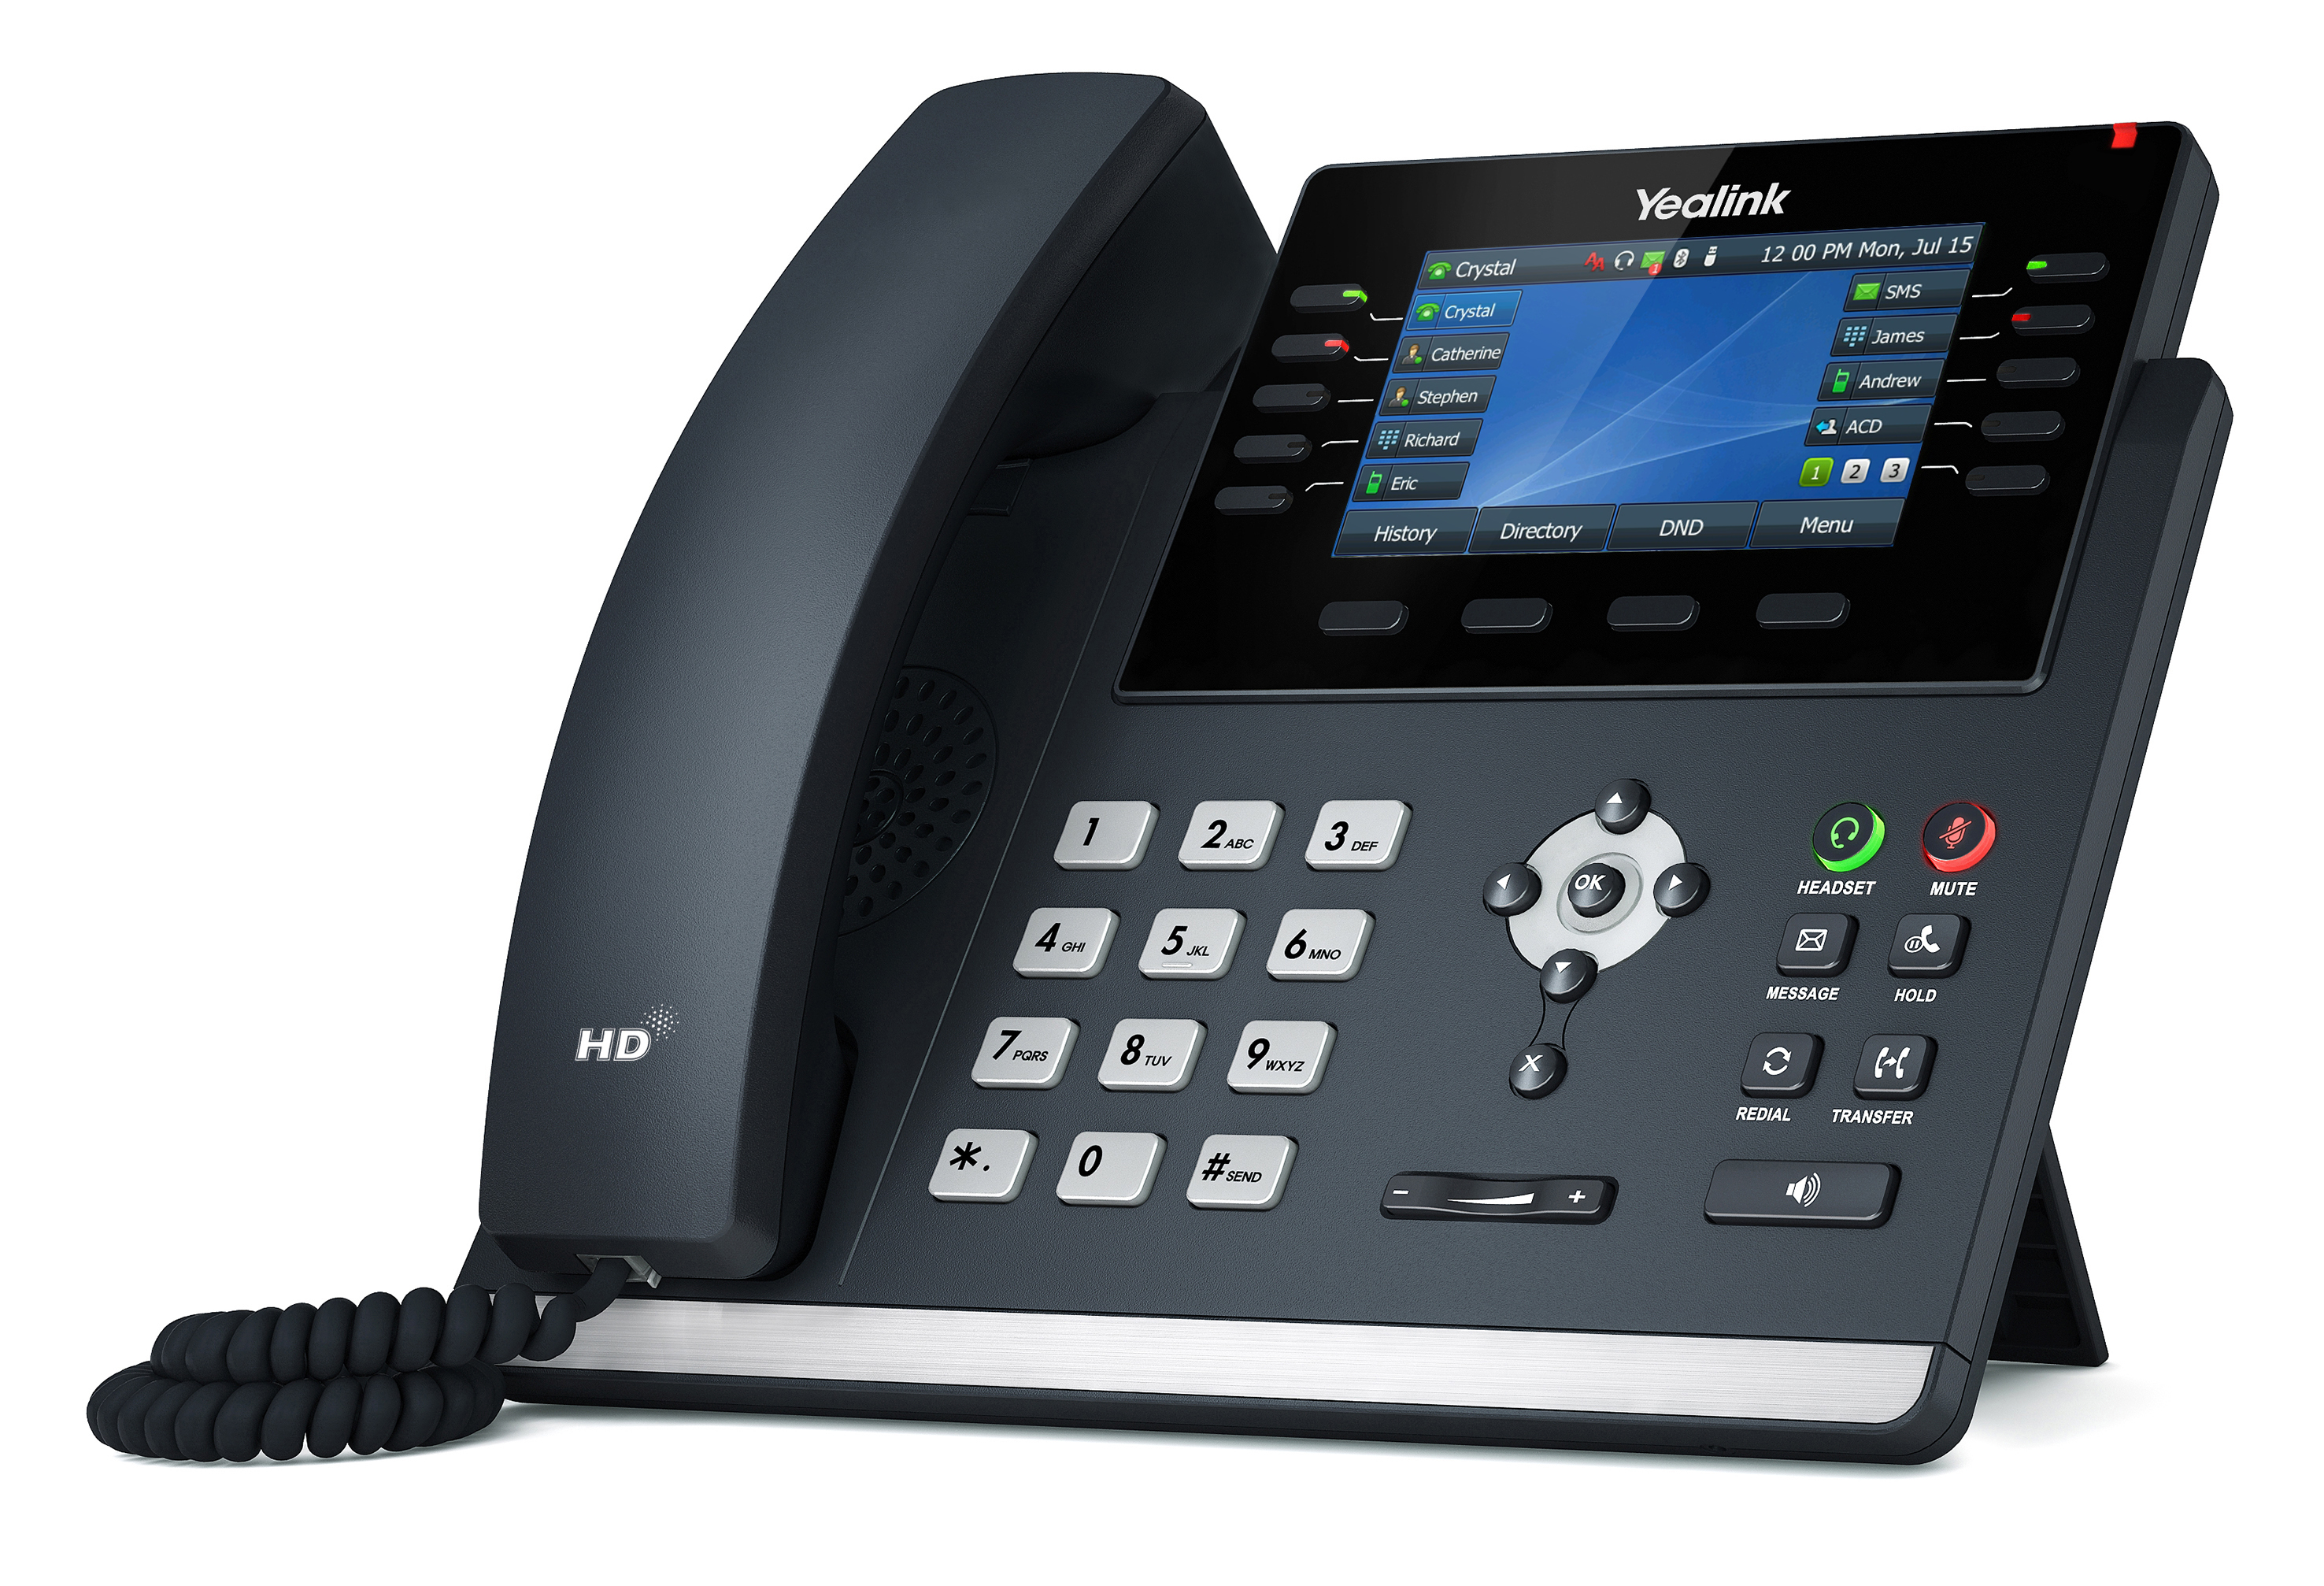 Yealink
Crystal 1 12 00 PM Mon, Jul 15
Crystal
Catherine
Stephen
Richard
Eric
SMS
James
Andrew
ACD
1 2 3
History Directory DND Menu
1 2 ABC 3 DEF
4 GHI 5 JKL 6 MNO
7 PQRS 8 TUV 9 WXYZ
*. 0 # SEND
OK
X
HEADSET MUTE
MESSAGE HOLD
REDIAL TRANSFER
- +
HD